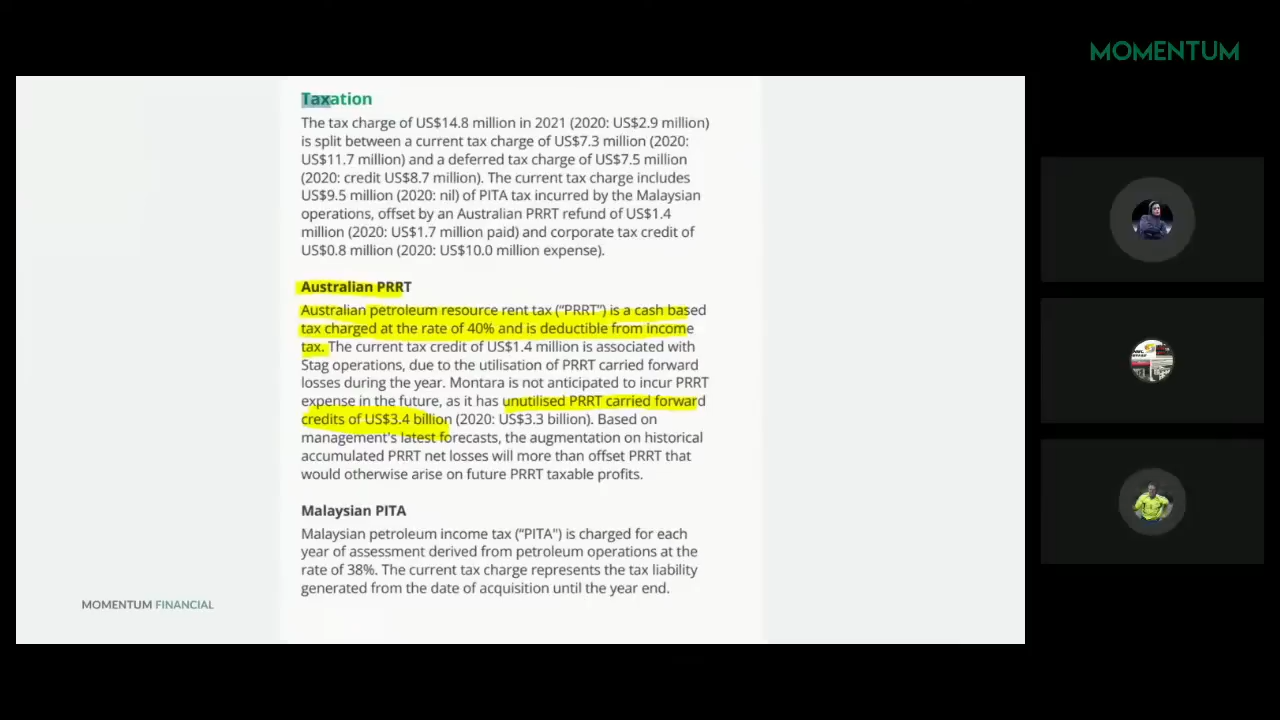 MOMENTUM
Taxation
The tax charge of US$14.8 million in 2021 (2020: US$2.9 million)
is split between a current tax charge of US$7.3 million (2020:
US$11.7 million) and a deferred tax charge of US$7.5 million
(2020: credit US$8.7 million). The current tax charge includes
US$9.5 million (2020: nil) of PITA tax incurred by the Malaysian
operations, offset by an Australian PRRT refund of US$1.4
million (2020: US$1.7 million paid) and corporate tax credit of
US$0.8 million (2020: US$10.0 million expense).
Australian PRRT
Australian petroleum resource rent tax (“PRRT”) is a cash based
tax charged at the rate of 40% and is deductible from income
tax. The current tax credit of US$1.4 million is associated with
Stag operations, due to the utilisation of PRRT carried forward
losses during the year. Montara is not anticipated to incur PRRT
expense in the future, as it has unutilised PRRT carried forward
credits of US$3.4 billion (2020: US$3.3 billion). Based on
management's latest forecasts, the augmentation on historical
accumulated PRRT net losses will more than offset PRRT that
would otherwise arise on future PRRT taxable profits.
Malaysian PITA
Malaysian petroleum income tax (“PITA”) is charged for each
year of assessment derived from petroleum operations at the
rate of 38%. The current tax charge represents the tax liability
generated from the date of acquisition until the year end.
MOMENTUM FINANCIAL